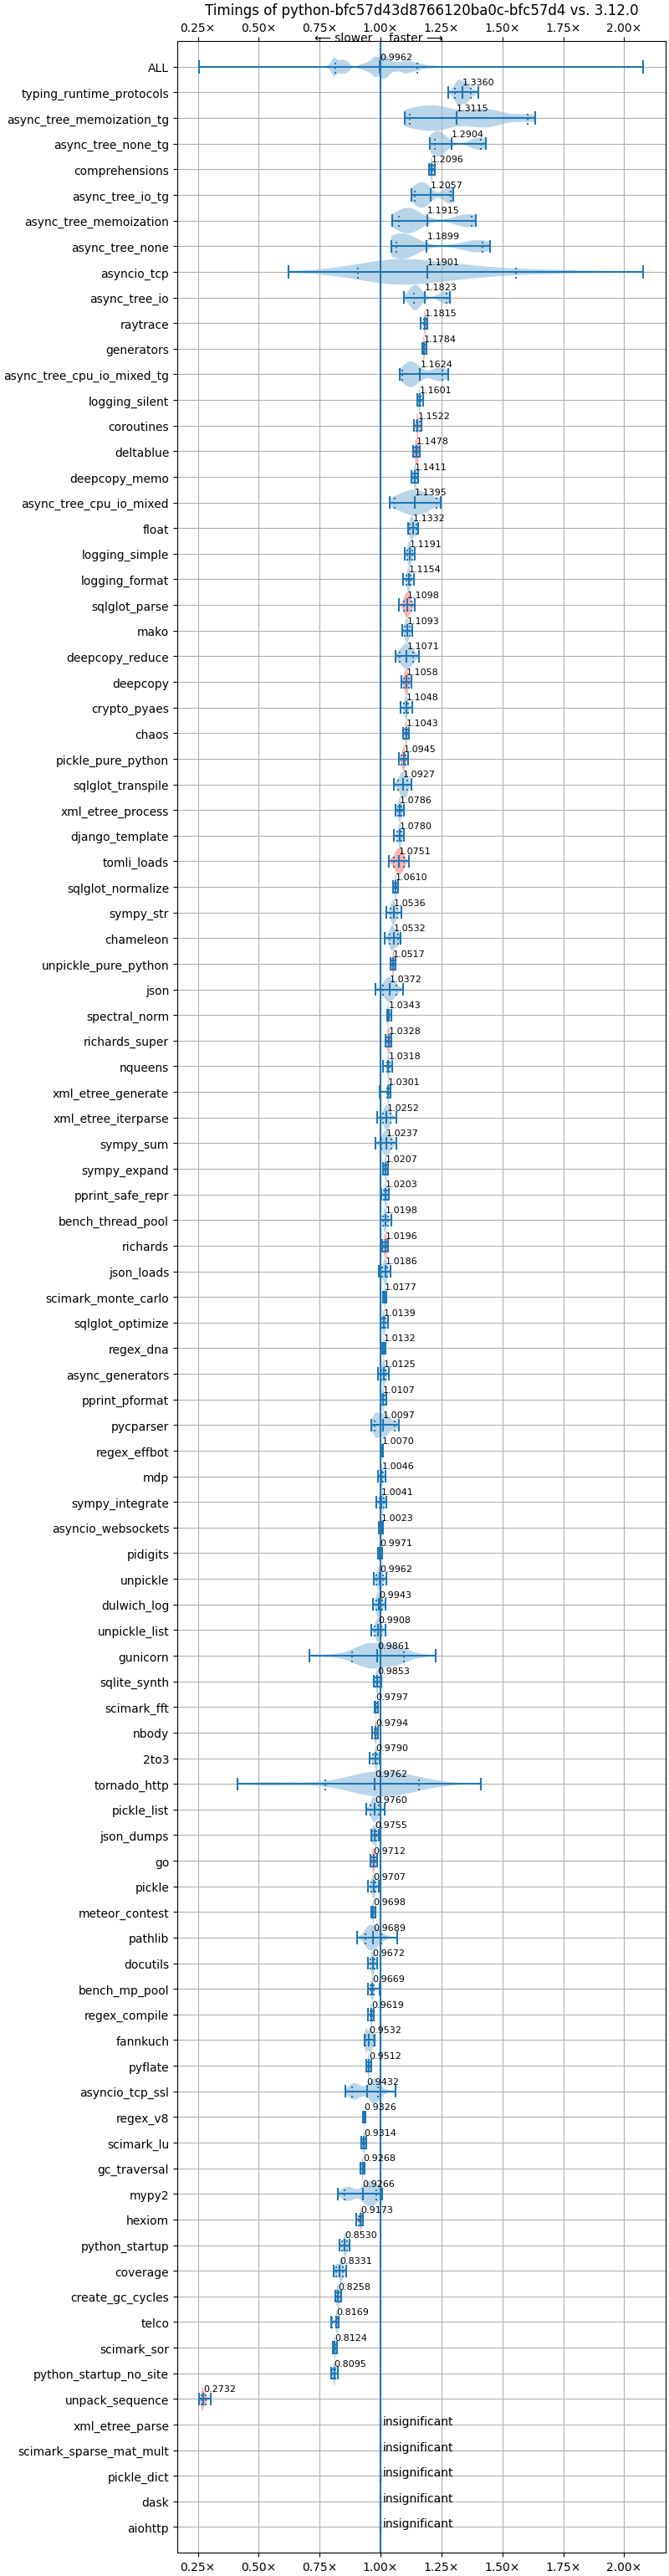 Timings of python-bfc57d43d8766120ba0c-bfc57d4 vs. 3.12.0
0.25× 0.50× 0.75× 1.00× 1.25× 1.50× 1.75× 2.00×
⟵ slower faster ⟶
ALL 0.9962
typing_runtime_protocols 1.3360
async_tree_memoization_tg 1.3115
async_tree_none_tg 1.2904
comprehensions 1.2096
async_tree_io_tg 1.2057
async_tree_memoization 1.1915
async_tree_none 1.1899
asyncio_tcp 1.1901
async_tree_io 1.1823
raytrace 1.1815
generators 1.1784
async_tree_cpu_io_mixed_tg 1.1624
logging_silent 1.1601
coroutines 1.1522
deltablue 1.1478
deepcopy_memo 1.1411
async_tree_cpu_io_mixed 1.1395
float 1.1332
logging_simple 1.1191
logging_format 1.1154
sqlglot_parse 1.1098
mako 1.1093
deepcopy_reduce 1.1071
deepcopy 1.1058
crypto_pyaes 1.1048
chaos 1.1043
pickle_pure_python 1.0945
sqlglot_transpile 1.0927
xml_etree_process 1.0786
django_template 1.0780
tomli_loads 1.0751
sqlglot_normalize 1.0610
sympy_str 1.0536
chameleon 1.0532
unpickle_pure_python 1.0517
json 1.0372
spectral_norm 1.0343
richards_super 1.0328
nqueens 1.0318
xml_etree_generate 1.0301
xml_etree_iterparse 1.0252
sympy_sum 1.0237
sympy_expand 1.0207
pprint_safe_repr 1.0203
bench_thread_pool 1.0198
richards 1.0196
json_loads 1.0186
scimark_monte_carlo 1.0177
sqlglot_optimize 1.0139
regex_dna 1.0132
async_generators 1.0125
pprint_pformat 1.0107
pycparser 1.0097
regex_effbot 1.0070
mdp 1.0046
sympy_integrate 1.0041
asyncio_websockets 1.0023
pidigits 0.9971
unpickle 0.9962
dulwich_log 0.9943
unpickle_list 0.9908
gunicorn 0.9861
sqlite_synth 0.9853
scimark_fft 0.9797
nbody 0.9794
2to3 0.9790
tornado_http 0.9762
pickle_list 0.9760
json_dumps 0.9755
go 0.9712
pickle 0.9707
meteor_contest 0.9698
pathlib 0.9689
docutils 0.9672
bench_mp_pool 0.9669
regex_compile 0.9619
fannkuch 0.9532
pyflate 0.9512
asyncio_tcp_ssl 0.9432
regex_v8 0.9326
scimark_lu 0.9314
gc_traversal 0.9268
mypy2 0.9266
hexiom 0.9173
python_startup 0.8530
coverage 0.8331
create_gc_cycles 0.8258
telco 0.8169
scimark_sor 0.8124
python_startup_no_site 0.8095
unpack_sequence 0.2732
xml_etree_parse insignificant
scimark_sparse_mat_mult insignificant
pickle_dict insignificant
dask insignificant
aiohttp insignificant
0.25× 0.50× 0.75× 1.00× 1.25× 1.50× 1.75× 2.00×